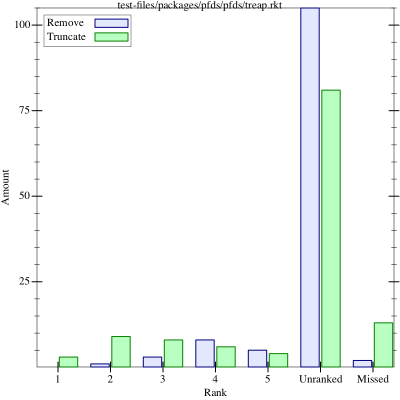 test-files/packages/pfds/pfds/treap.rkt
Remove
Truncate
100
75
50
25
Amount
1 2 3 4 5 Unranked Missed
Rank